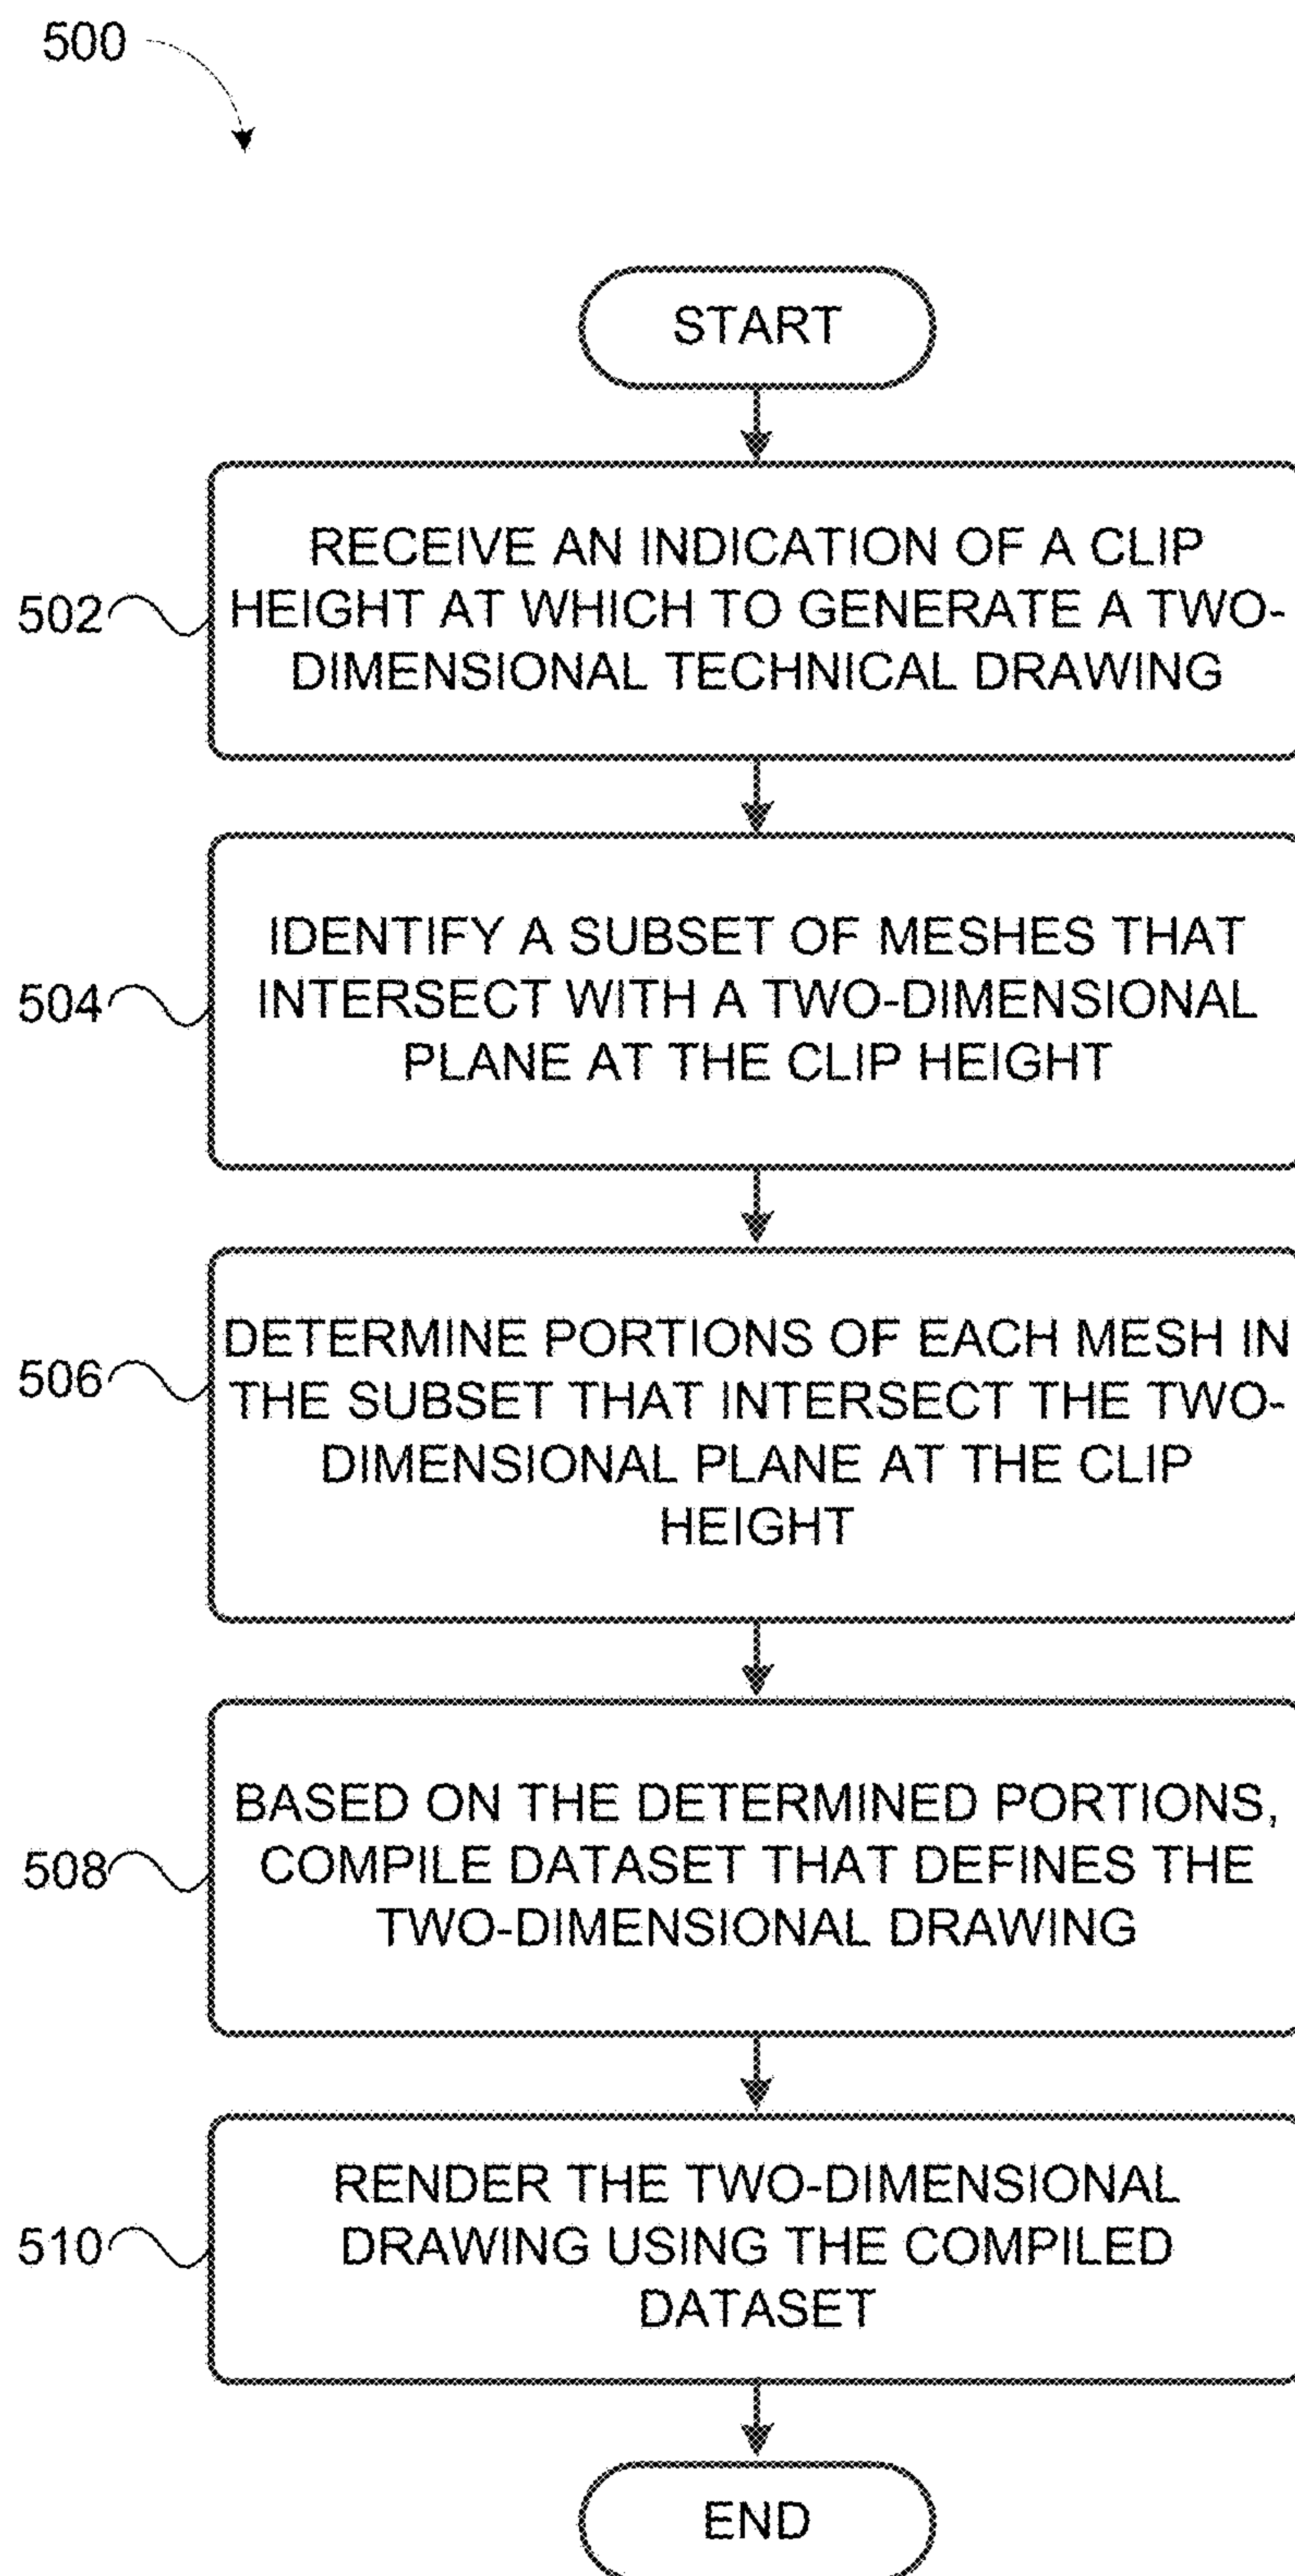 500
START
502
RECEIVE AN INDICATION OF A CLIP
HEIGHT AT WHICH TO GENERATE A TWO-
DIMENSIONAL TECHNICAL DRAWING
504
IDENTIFY A SUBSET OF MESHES THAT
INTERSECT WITH A TWO-DIMENSIONAL
PLANE AT THE CLIP HEIGHT
506
DETERMINE PORTIONS OF EACH MESH IN
THE SUBSET THAT INTERSECT THE TWO-
DIMENSIONAL PLANE AT THE CLIP
HEIGHT
508
BASED ON THE DETERMINED PORTIONS,
COMPILE DATASET THAT DEFINES THE
TWO-DIMENSIONAL DRAWING
510
RENDER THE TWO-DIMENSIONAL
DRAWING USING THE COMPILED
DATASET
END